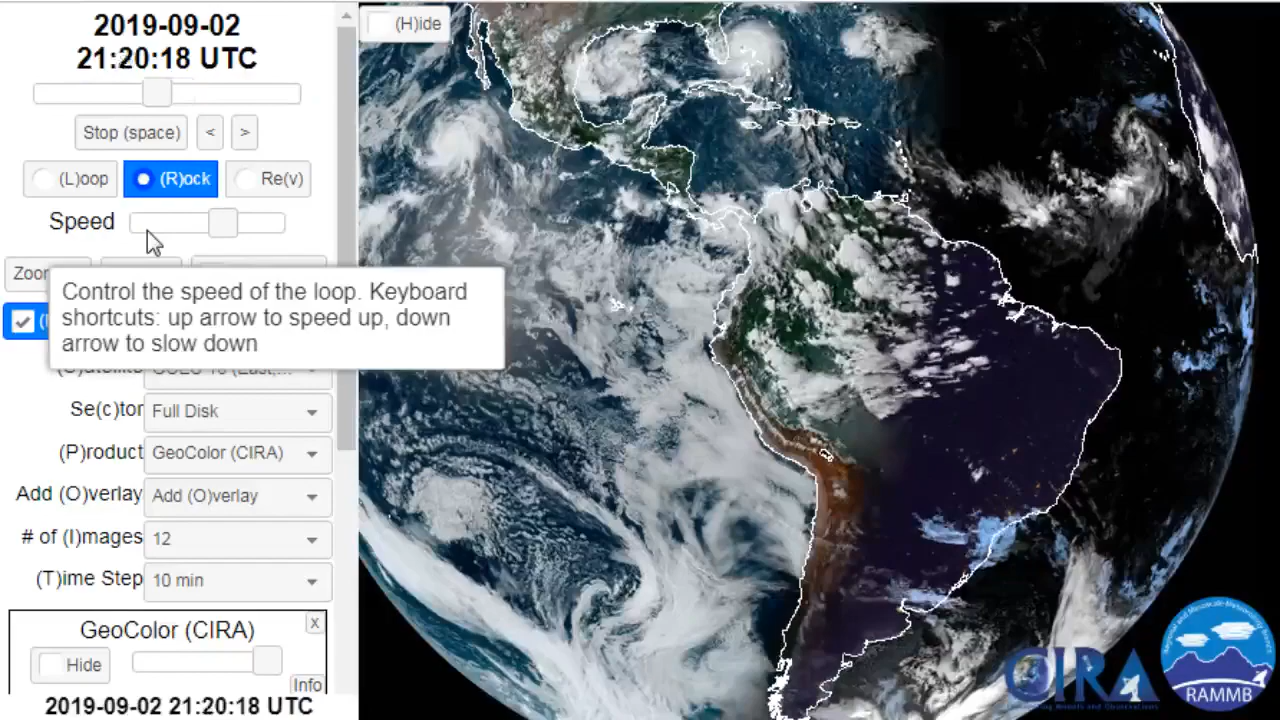 2019-09-02
21:20:18 UTC
(H)ide
Stop (space)
<
>
(L)oop
(R)ock
Re(v)
Speed
Zoo
Control the speed of the loop. Keyboard
shortcuts: up arrow to speed up, down
arrow to slow down
Se(c)tor
Full Disk
(P)roduct
GeoColor (CIRA)
Add (O)verlay
Add (O)verlay
# of (I)mages
12
(T)ime Step
10 min
GeoColor (CIRA)
X
Hide
Info
2019-09-02 21:20:18 UTC
CIRA
RAMMB